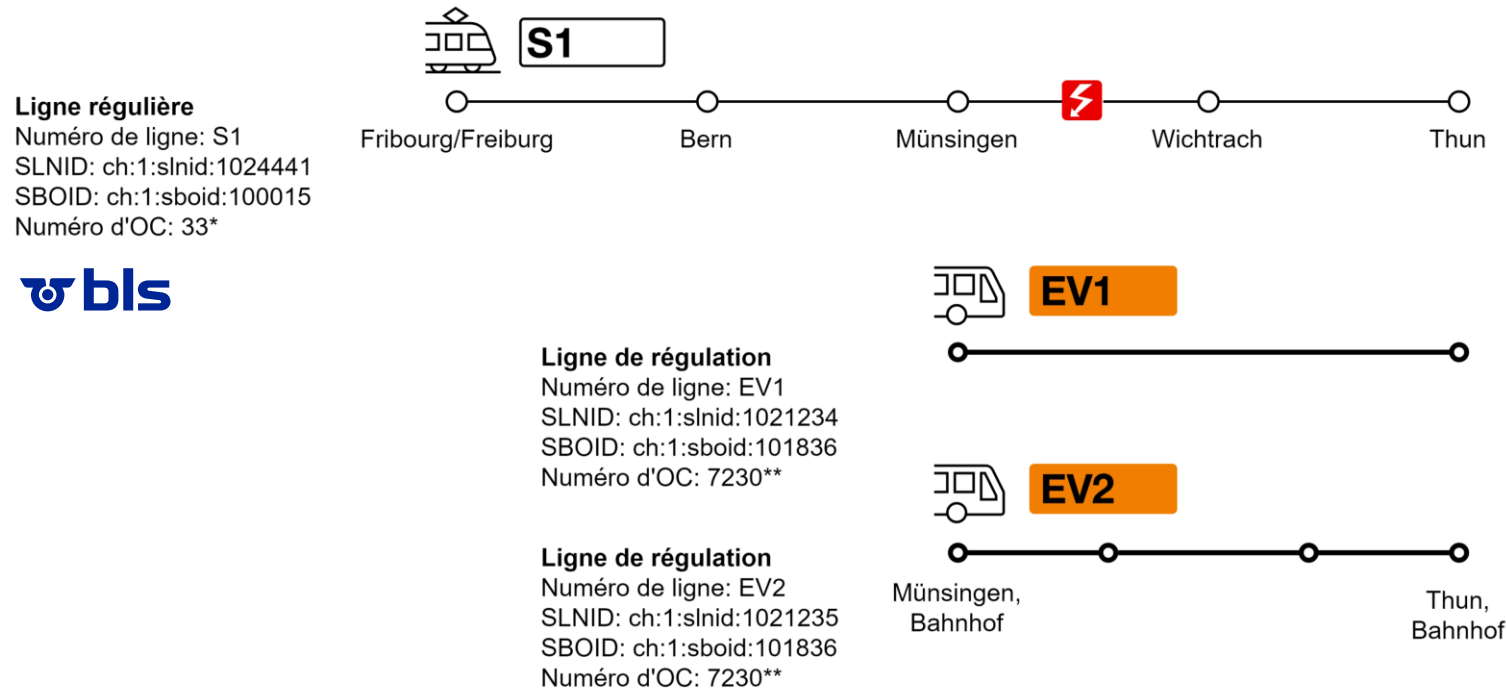 S1
Ligne régulière
Numéro de ligne: S1
SLNID: ch:1:slnid:1024441
SBOID: ch:1:sboid:100015
Numéro d'OC: 33*
Fribourg/Freiburg
Bern
Münsingen
Wichtrach
Thun
bls
EV1
Ligne de régulation
Numéro de ligne: EV1
SLNID: ch:1:slnid:1021234
SBOID: ch:1:sboid:101836
Numéro d'OC: 7230**
EV2
Ligne de régulation
Numéro de ligne: EV2
SLNID: ch:1:slnid:1021235
SBOID: ch:1:sboid:101836
Numéro d'OC: 7230**
Münsingen,
Bahnhof
Thun,
Bahnhof